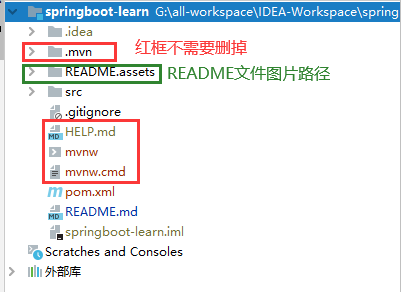 springboot-learn G:\all-workspace\IDEA-Workspace\spring
.idea
.mvn 红框不需要删掉
README.assets README文件图片路径
src
.gitignore
HELP.md
mvnw
mvnw.cmd
pom.xml
README.md
springboot-learn.iml
Scratches and Consoles
外部库